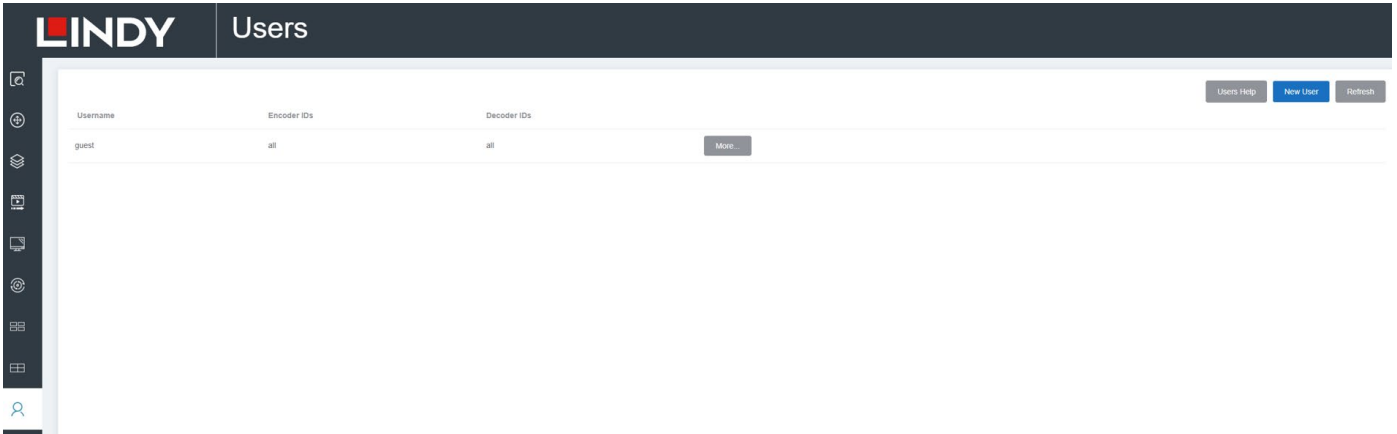 LINDY
Users
Users Help New User Refresh
Username Encoder IDs Decoder IDs
guest all all More...